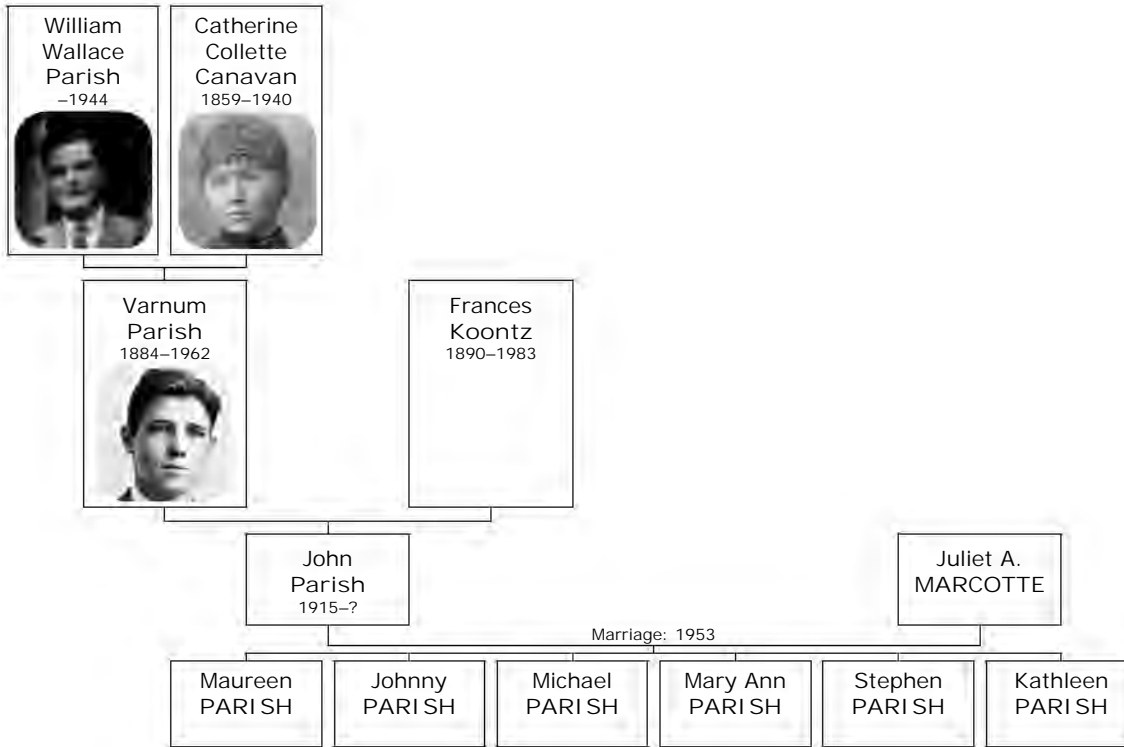 William
Wallace
Parish
–1944
Catherine
Collette
Canavan
1859–1940
Varnum
Parish
1884–1962
Frances
Koontz
1890–1983
John
Parish
1915–?
Juliet A.
MARCOTTE
Marriage: 1953
Maureen
PARISH
Johnny
PARISH
Michael
PARISH
Mary Ann
PARISH
Stephen
PARISH
Kathleen
PARISH